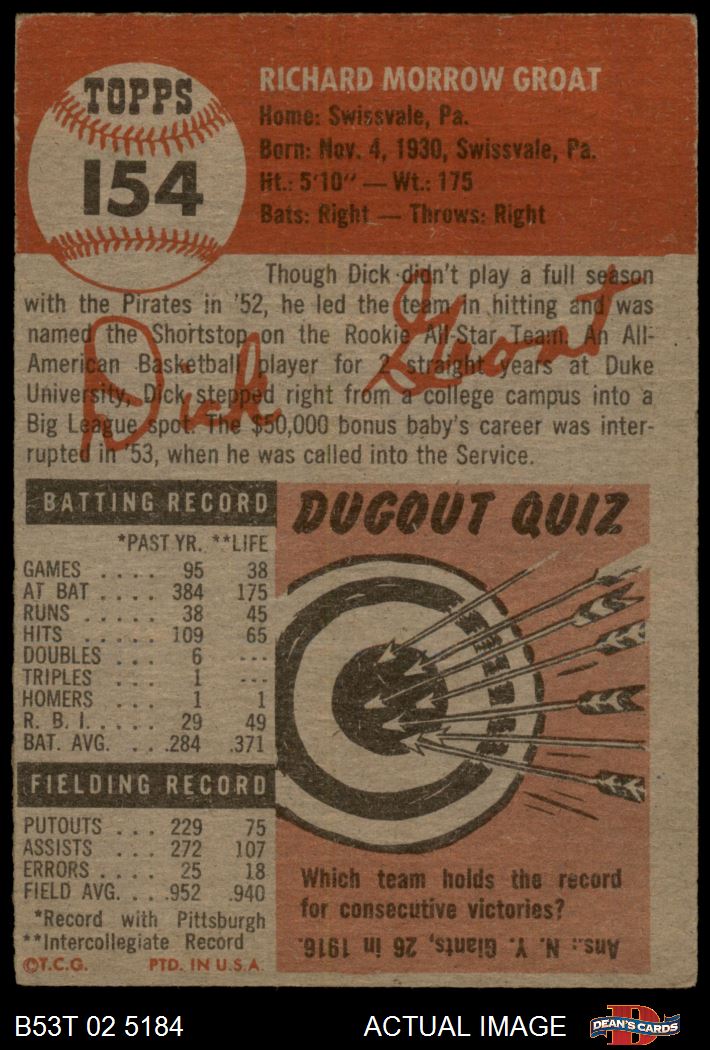 TOPPS
154
RICHARD MORROW GROAT
Home: Swissvale, Pa.
Born: Nov. 4, 1930, Swissvale, Pa.
Ht.: 5'10" — Wt.: 175
Bats: Right — Throws: Right
Though Dick didn't play a full season
with the Pirates in '52, he led the team in hitting and was
named the Shortstop on the Rookie All-Star Team. An All-
American Basketball player for 2 straight years at Duke
University, Dick stepped right from a college campus into a
Big League spot. The $50,000 bonus baby's career was inter-
rupted in '53, when he was called into the Service.
Dick Groat
BATTING RECORD
*PAST YR. **LIFE
GAMES .... 95 38
AT BAT .... 384 175
RUNS .... 38 45
HITS ..... 109 65
DOUBLES ... 6 ---
TRIPLES ... 1 ---
HOMERS ... 1 1
R. B. I. .... 29 49
BAT. AVG. ... .284 .371
FIELDING RECORD
PUTOUTS ... 229 75
ASSISTS ... 272 107
ERRORS .... 25 18
FIELD AVG. ... .952 .940
*Record with Pittsburgh
**Intercollegiate Record
©T.C.G. PTD. IN U.S.A.
DUGOUT QUIZ
Which team holds the record
for consecutive victories?
Ans.: N. Y. Giants, 26 in 1916.
B53T 02 5184
ACTUAL IMAGE
D
DEAN'S CARDS